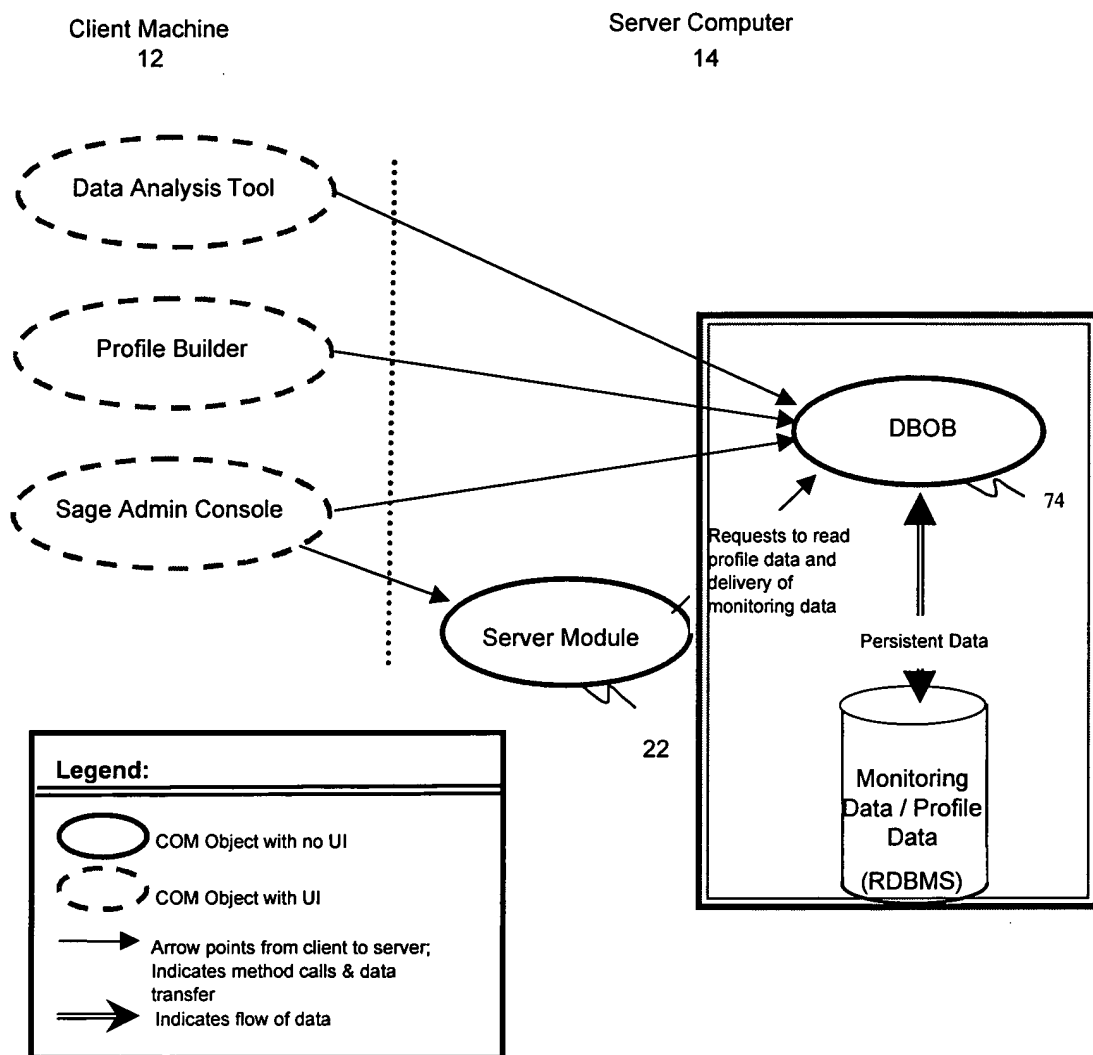 Client Machine
12
Server Computer
14
Data Analysis Tool
Profile Builder
Sage Admin Console
DBOB
74
Requests to read
profile data and
delivery of
monitoring data
Server Module
22
Persistent Data
Monitoring
Data / Profile
Data
(RDBMS)
Legend:
COM Object with no UI
COM Object with UI
Arrow points from client to server;
Indicates method calls & data
transfer
Indicates flow of data